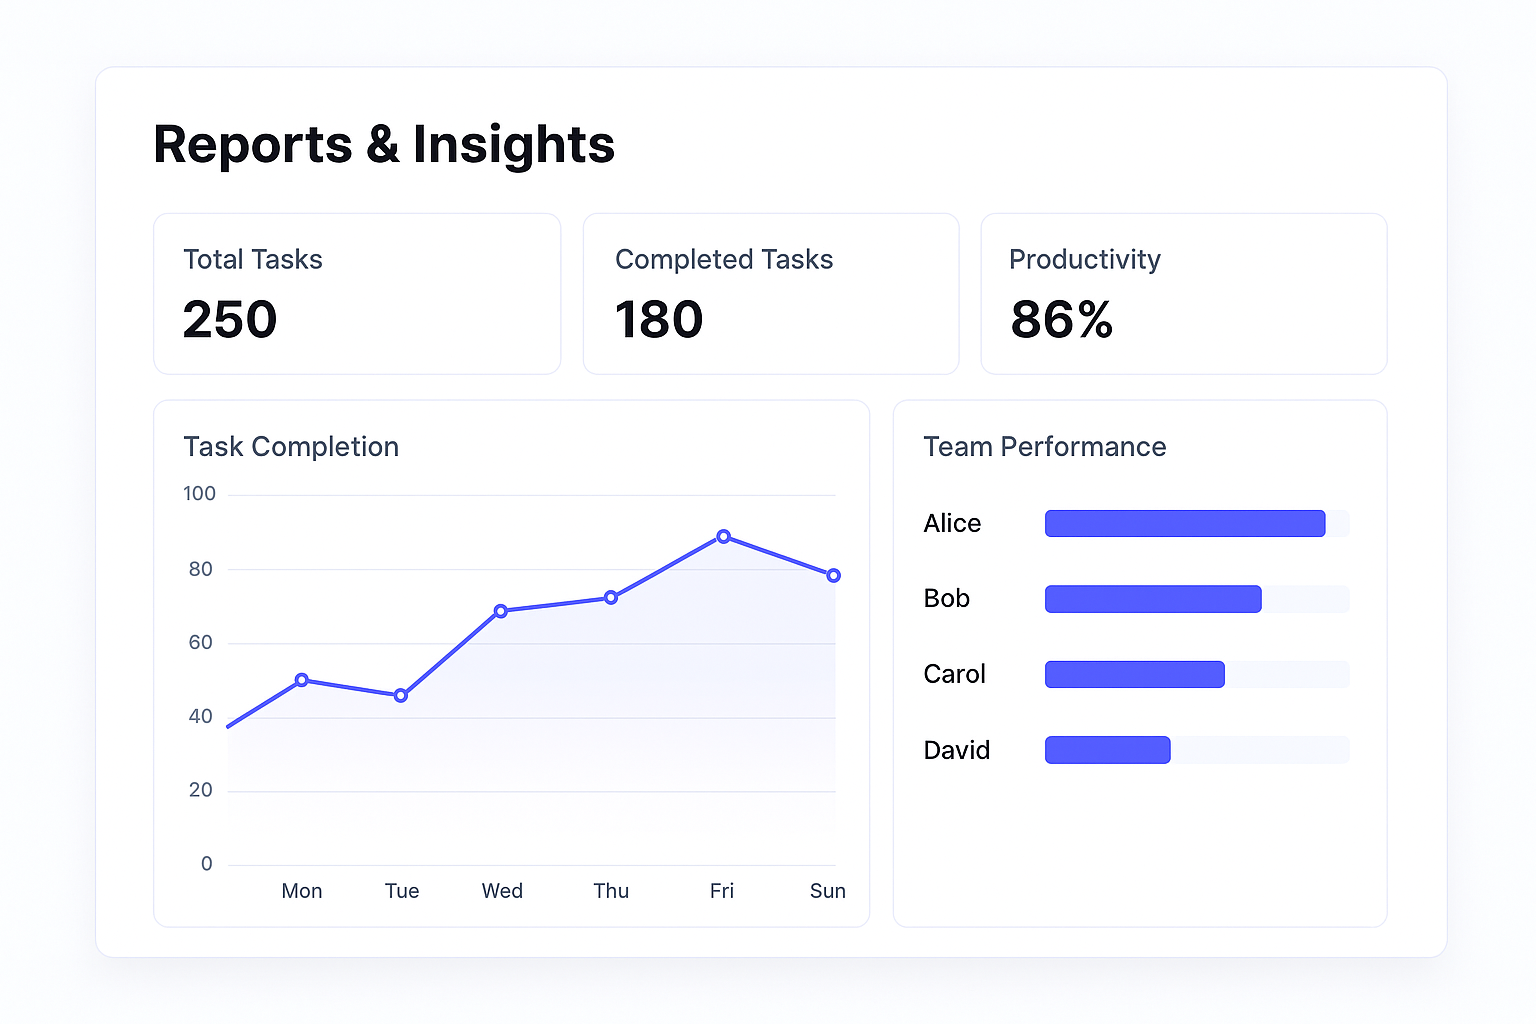 Reports & Insights
Total Tasks
250
Completed Tasks
180
Productivity
86%
Task Completion
100
80
60
40
20
0
Mon Tue Wed Thu Fri Sun
Team Performance
Alice
Bob
Carol
David